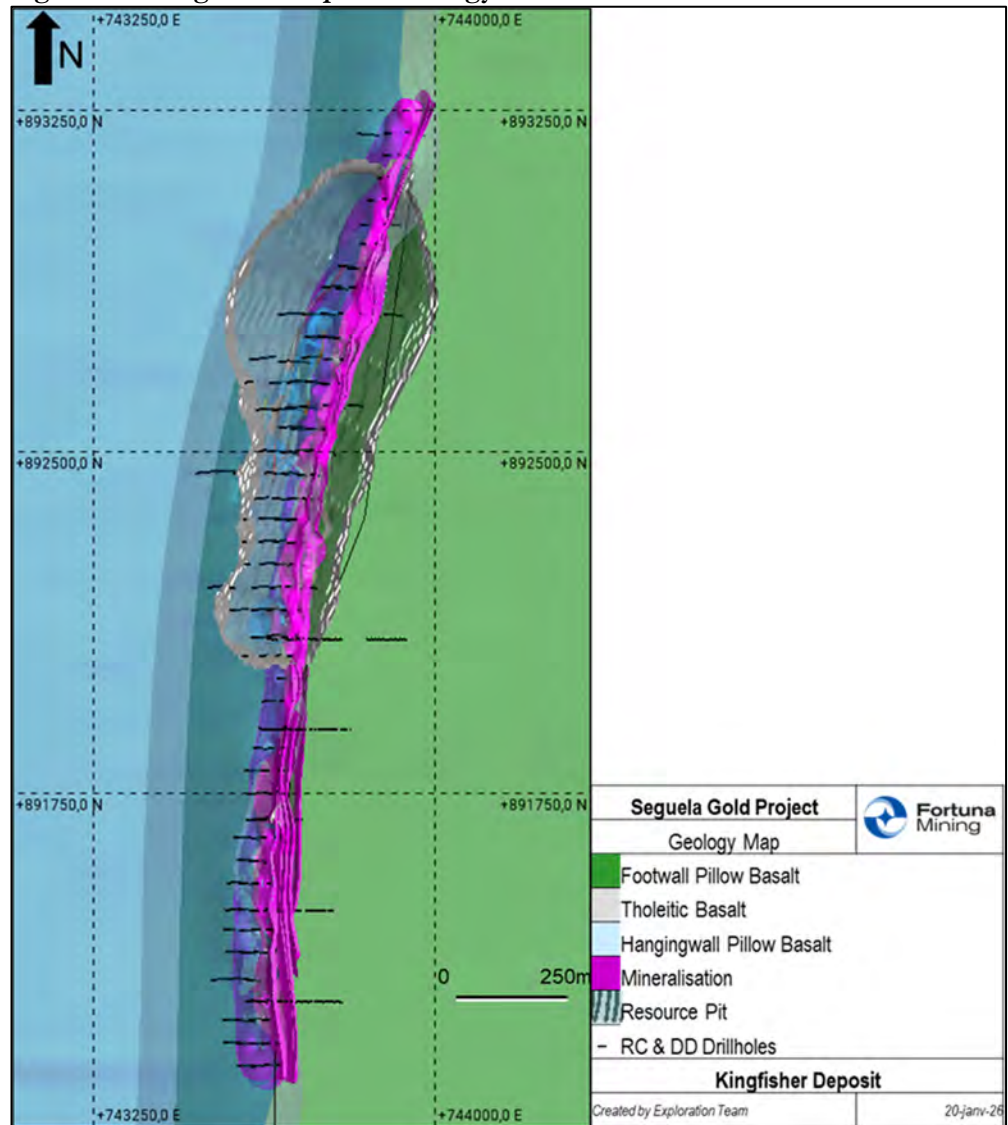 +743250,0 E
+744000,0 E
N
+893250,0 N
+893250,0 N
+892500,0 N
+892500,0 N
+891750,0 N
+891750,0 N
0 250m
+743250,0 E
+744000,0 E
Seguela Gold Project
Fortuna
Mining
Geology Map
Footwall Pillow Basalt
Tholeitic Basalt
Hangingwall Pillow Basalt
Mineralisation
Resource Pit
RC & DD Drillholes
Kingfisher Deposit
Created by Exploration Team
20-janv-26